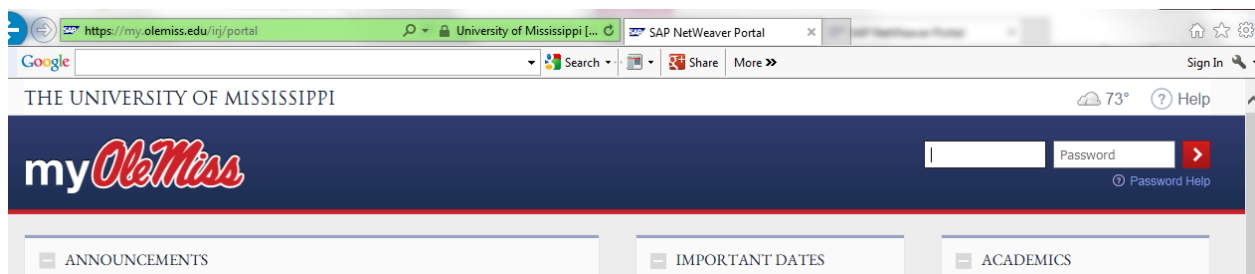 https://my.olemiss.edu/irj/portal University of Mississippi [... SAP NetWeaver Portal
Google Search Share More » Sign In
THE UNIVERSITY OF MISSISSIPPI 73° ? Help
my Ole Miss Password
? Password Help
ANNOUNCEMENTS IMPORTANT DATES ACADEMICS